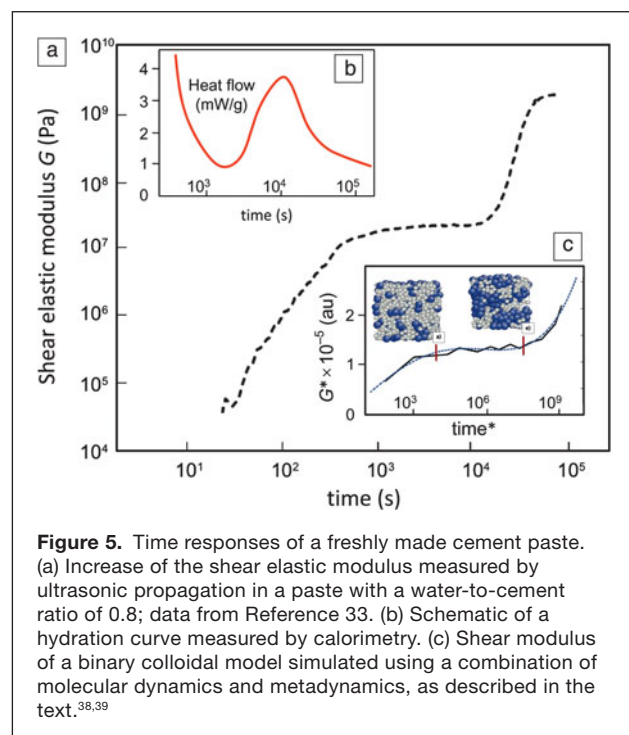 a
Shear elastic modulus G (Pa)
10¹⁰
10⁹
10⁸
10⁷
10⁶
10⁵
10⁴
10¹
10²
10³
10⁴
10⁵
time (s)
b
Heat flow
(mW/g)
4
3
2
1
0
10³
10⁴
10⁵
time (s)
c
G* × 10⁻⁵ (au)
2
1
0
10³
10⁶
10⁹
time*
Figure 5. Time responses of a freshly made cement paste.
(a) Increase of the shear elastic modulus measured by
ultrasonic propagation in a paste with a water-to-cement
ratio of 0.8; data from Reference 33. (b) Schematic of a
hydration curve measured by calorimetry. (c) Shear modulus
of a binary colloidal model simulated using a combination of
molecular dynamics and metadynamics, as described in the
text.³⁸,³⁹